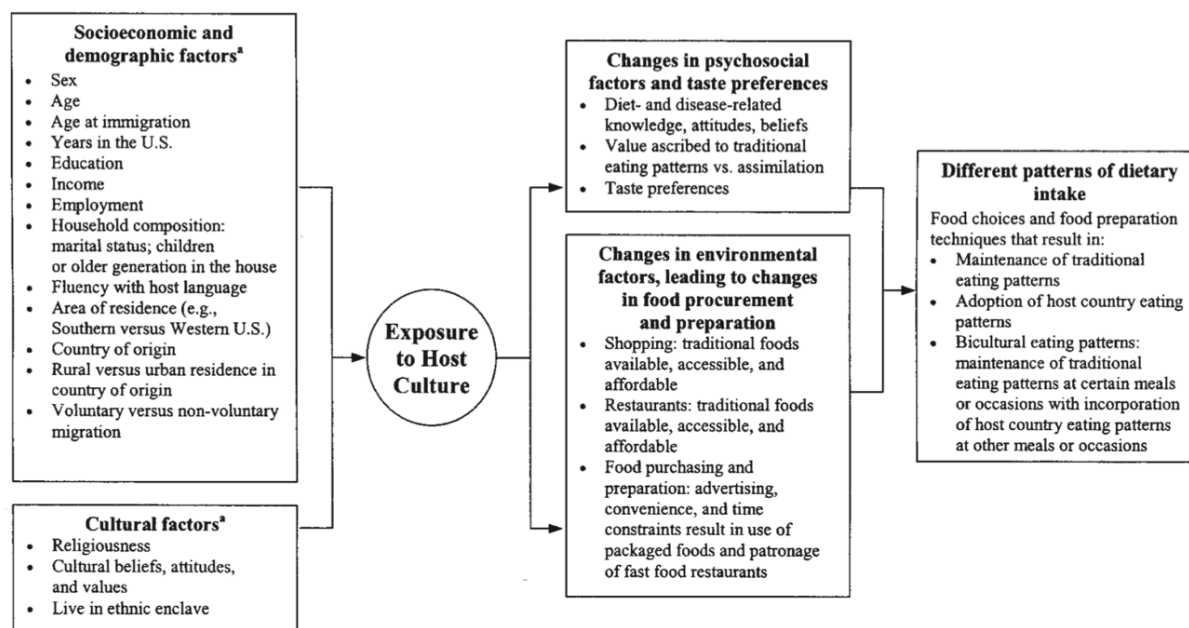 Socioeconomic and
demographic factorsª
• Sex
• Age
• Age at immigration
• Years in the U.S.
• Education
• Income
• Employment
• Household composition:
marital status; children
or older generation in the house
• Fluency with host language
• Area of residence (e.g.,
Southern versus Western U.S.)
• Country of origin
• Rural versus urban residence in
country of origin
• Voluntary versus non-voluntary
migration
Cultural factorsª
• Religiousness
• Cultural beliefs, attitudes,
and values
• Live in ethnic enclave
Exposure
to Host
Culture
Changes in psychosocial
factors and taste preferences
• Diet- and disease-related
knowledge, attitudes, beliefs
• Value ascribed to traditional
eating patterns vs. assimilation
• Taste preferences
Changes in environmental
factors, leading to changes
in food procurement
and preparation
• Shopping: traditional foods
available, accessible, and
affordable
• Restaurants: traditional foods
available, accessible, and
affordable
• Food purchasing and
preparation: advertising,
convenience, and time
constraints result in use of
packaged foods and patronage
of fast food restaurants
Different patterns of dietary
intake
Food choices and food preparation
techniques that result in:
• Maintenance of traditional
eating patterns
• Adoption of host country eating
patterns
• Bicultural eating patterns:
maintenance of traditional
eating patterns at certain meals
or occasions with incorporation
of host country eating patterns
at other meals or occasions